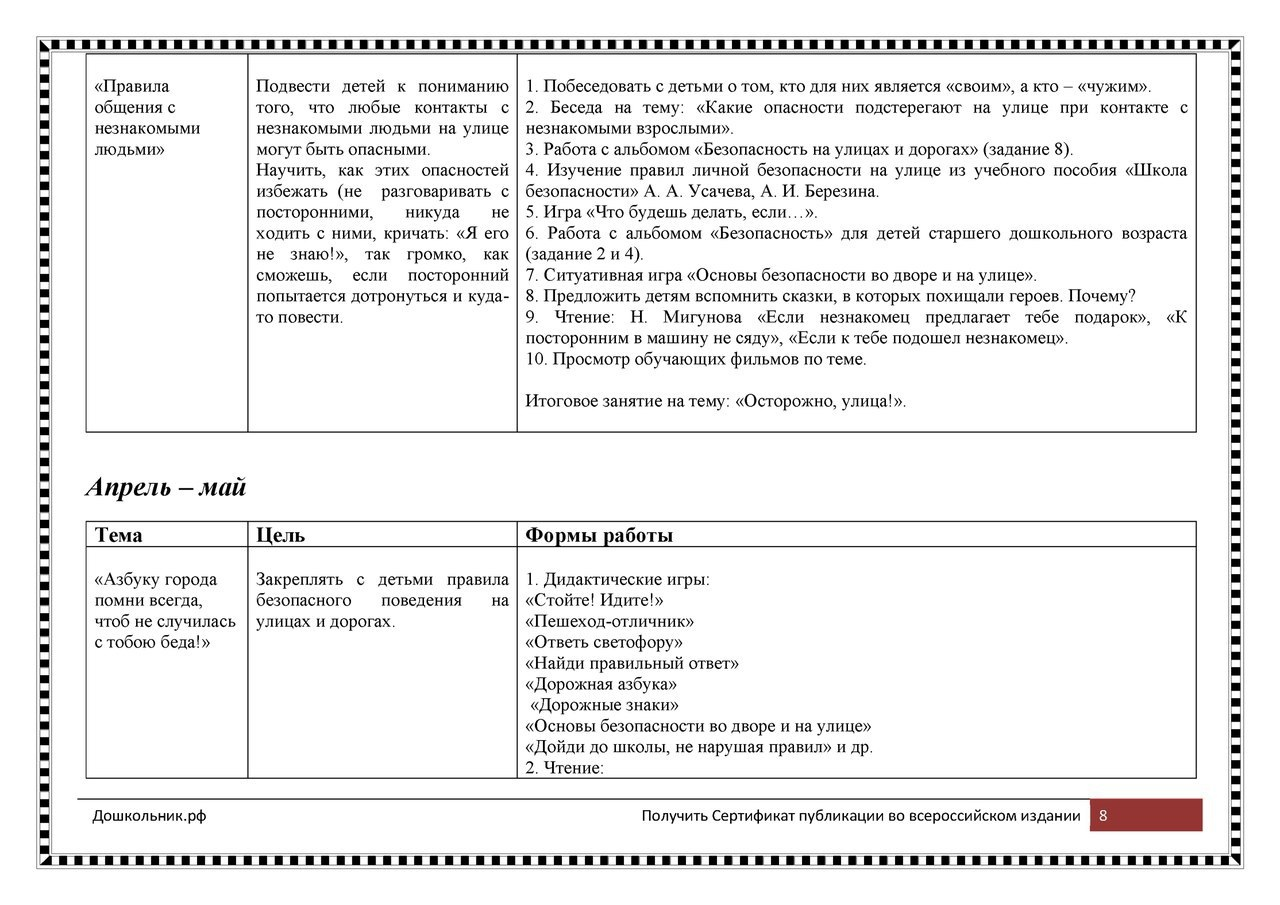 «Правила
общения с
незнакомыми
людьми»
Подвести детей к пониманию
того, что любые контакты с
незнакомыми людьми на улице
могут быть опасными.
Научить, как этих опасностей
избежать (не разговаривать с
посторонними, никуда не
ходить с ними, кричать: «Я его
не знаю!», так громко, как
сможешь, если посторонний
попытается дотронуться и куда-
то повести.
1. Побеседовать с детьми о том, кто для них является «своим», а кто – «чужим».
2. Беседа на тему: «Какие опасности подстерегают на улице при контакте с
незнакомыми взрослыми».
3. Работа с альбомом «Безопасность на улицах и дорогах» (задание 8).
4. Изучение правил личной безопасности на улице из учебного пособия «Школа
безопасности» А. А. Усачева, А. И. Березина.
5. Игра «Что будешь делать, если…».
6. Работа с альбомом «Безопасность» для детей старшего дошкольного возраста
(задание 2 и 4).
7. Ситуативная игра «Основы безопасности во дворе и на улице».
8. Предложить детям вспомнить сказки, в которых похищали героев. Почему?
9. Чтение: Н. Мигунова «Если незнакомец предлагает тебе подарок», «К
посторонним в машину не сяду», «Если к тебе подошел незнакомец».
10. Просмотр обучающих фильмов по теме.
Итоговое занятие на тему: «Осторожно, улица!».
Апрель – май
Тема
Цель
Формы работы
«Азбуку города
помни всегда,
чтоб не случилась
с тобою беда!»
Закреплять с детьми правила
безопасного поведения на
улицах и дорогах.
1. Дидактические игры:
«Стойте! Идите!»
«Пешеход-отличник»
«Ответь светофору»
«Найди правильный ответ»
«Дорожная азбука»
«Дорожные знаки»
«Основы безопасности во дворе и на улице»
«Дойди до школы, не нарушая правил» и др.
2. Чтение:
Дошкольник.рф
Получить Сертификат публикации во всероссийском издании
8